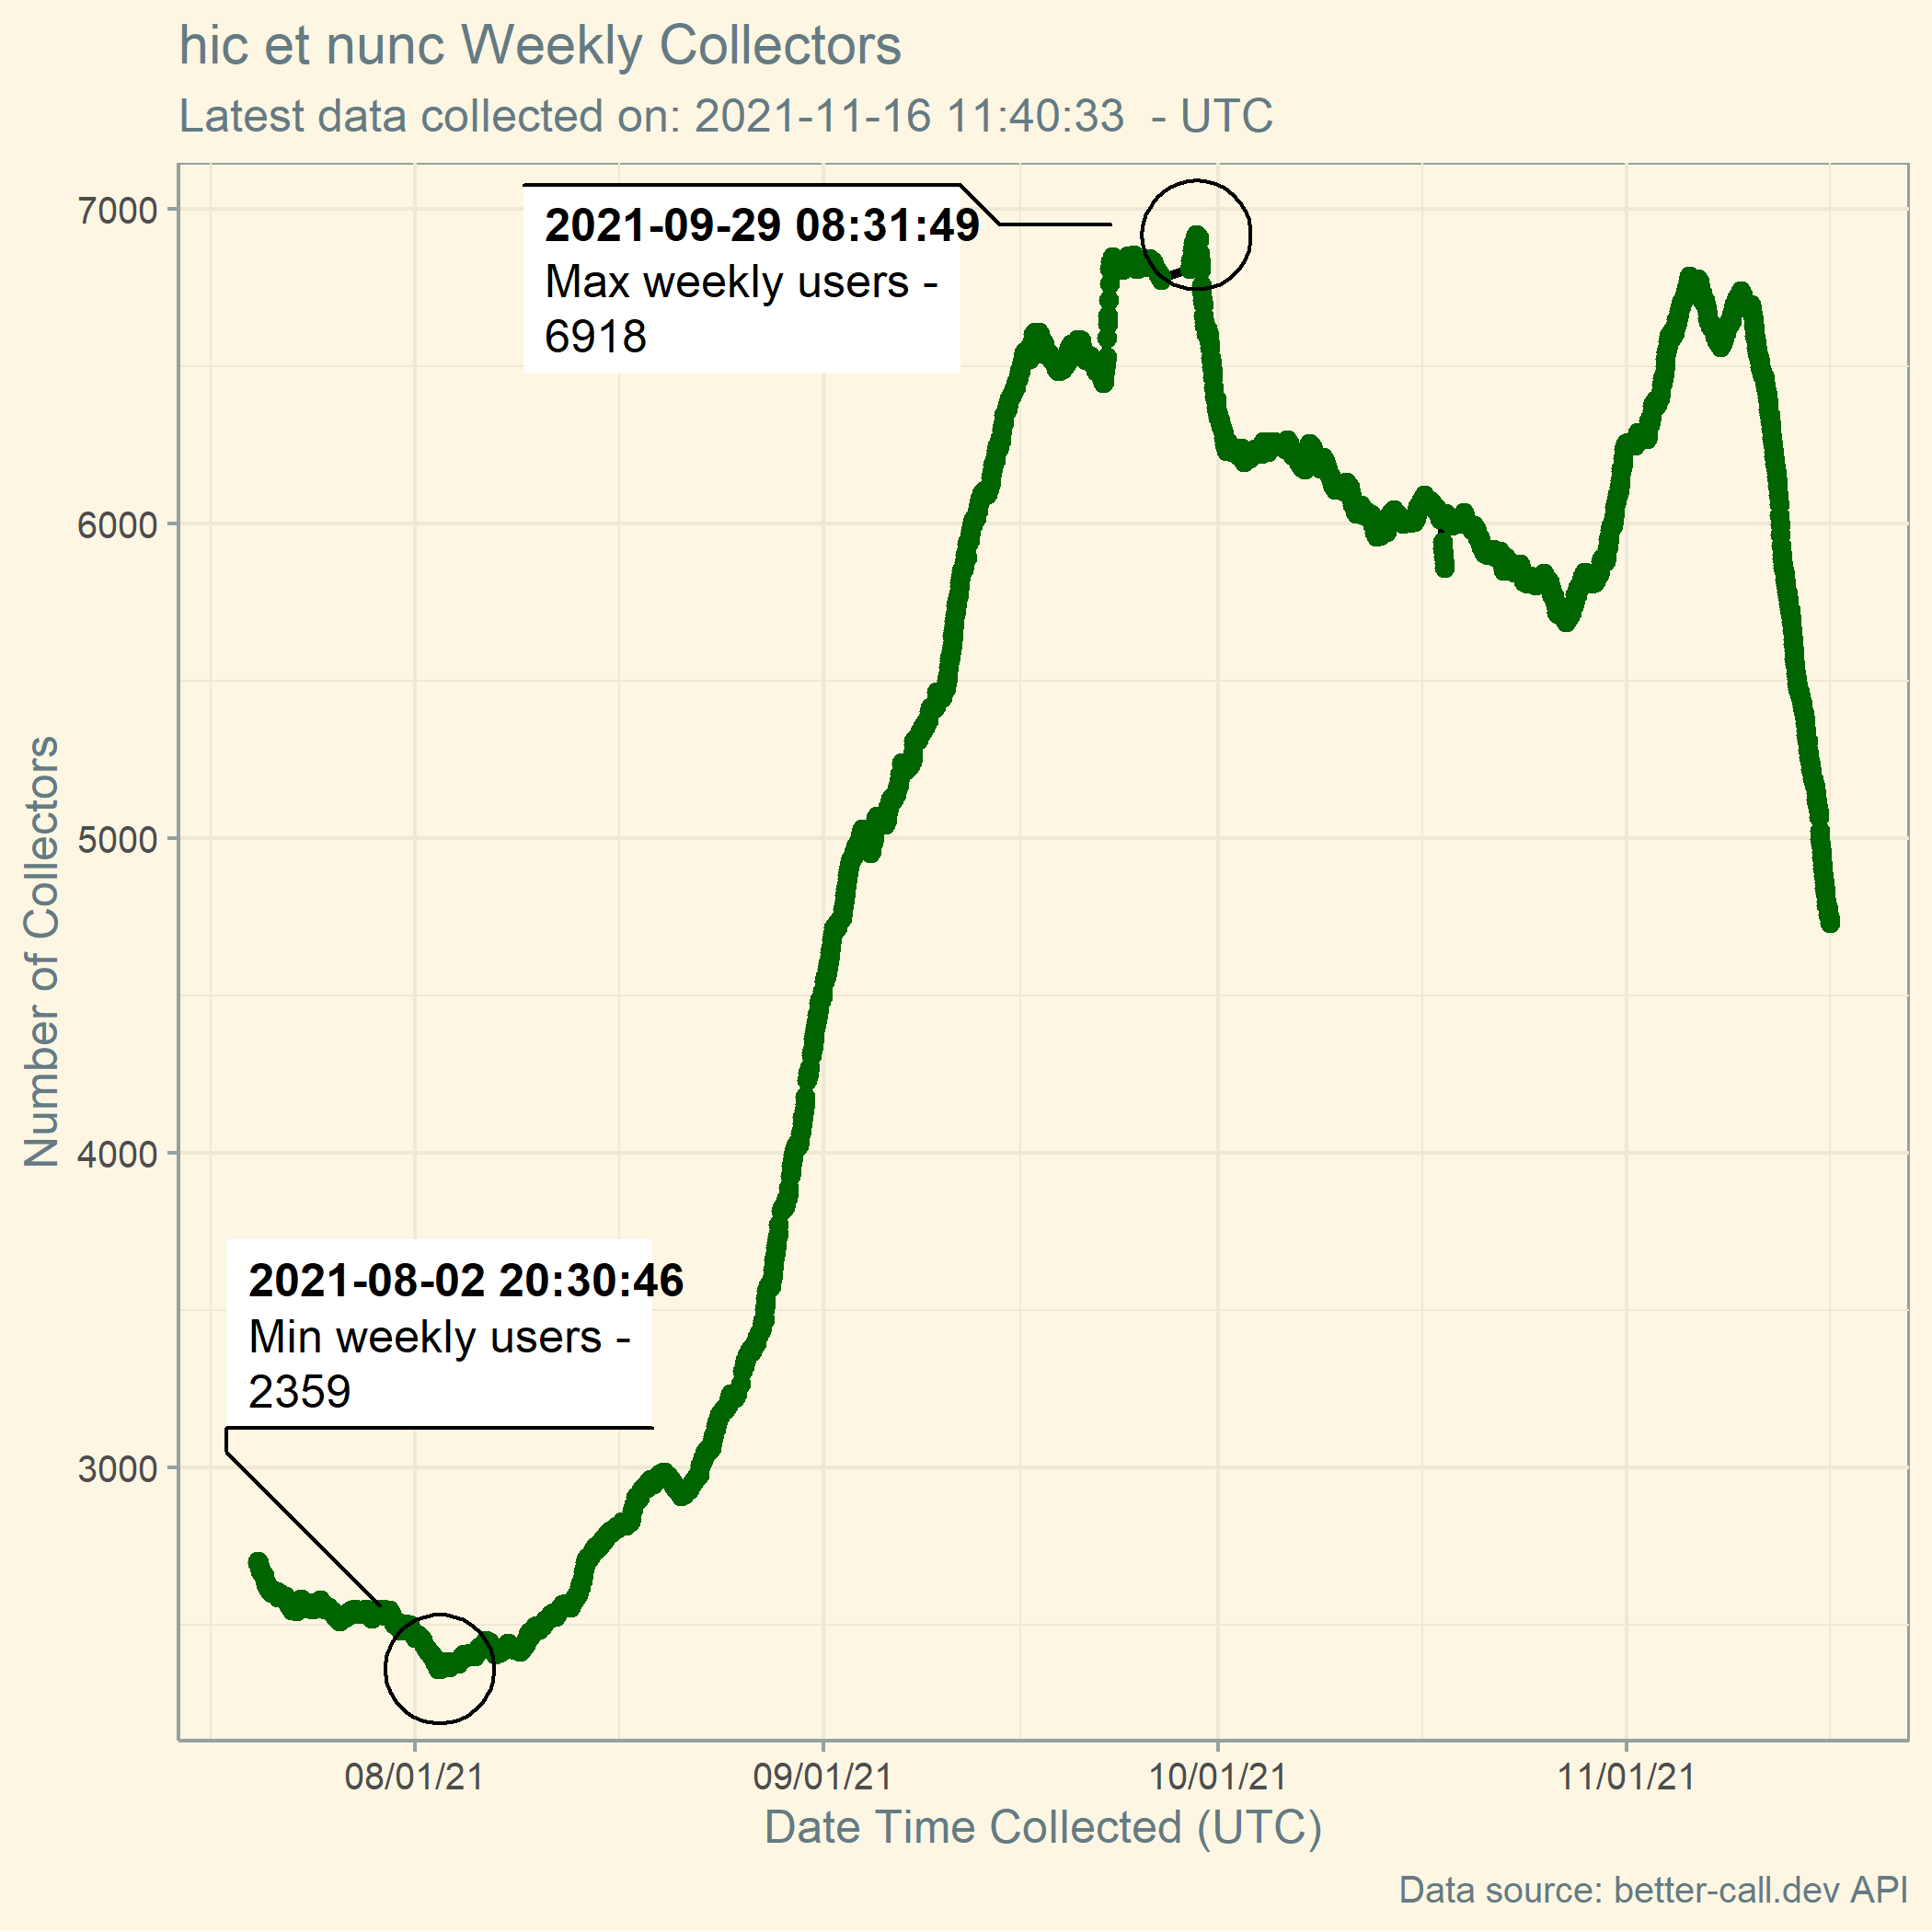 hic et nunc Weekly Collectors
Latest data collected on: 2021-11-16 11:40:33  - UTC
2021-09-29 08:31:49
Max weekly users -
6918
2021-08-02 20:30:46
Min weekly users -
2359
Number of Collectors
7000
6000
5000
4000
3000
08/01/21
09/01/21
10/01/21
11/01/21
Date Time Collected (UTC)
Data source: better-call.dev API